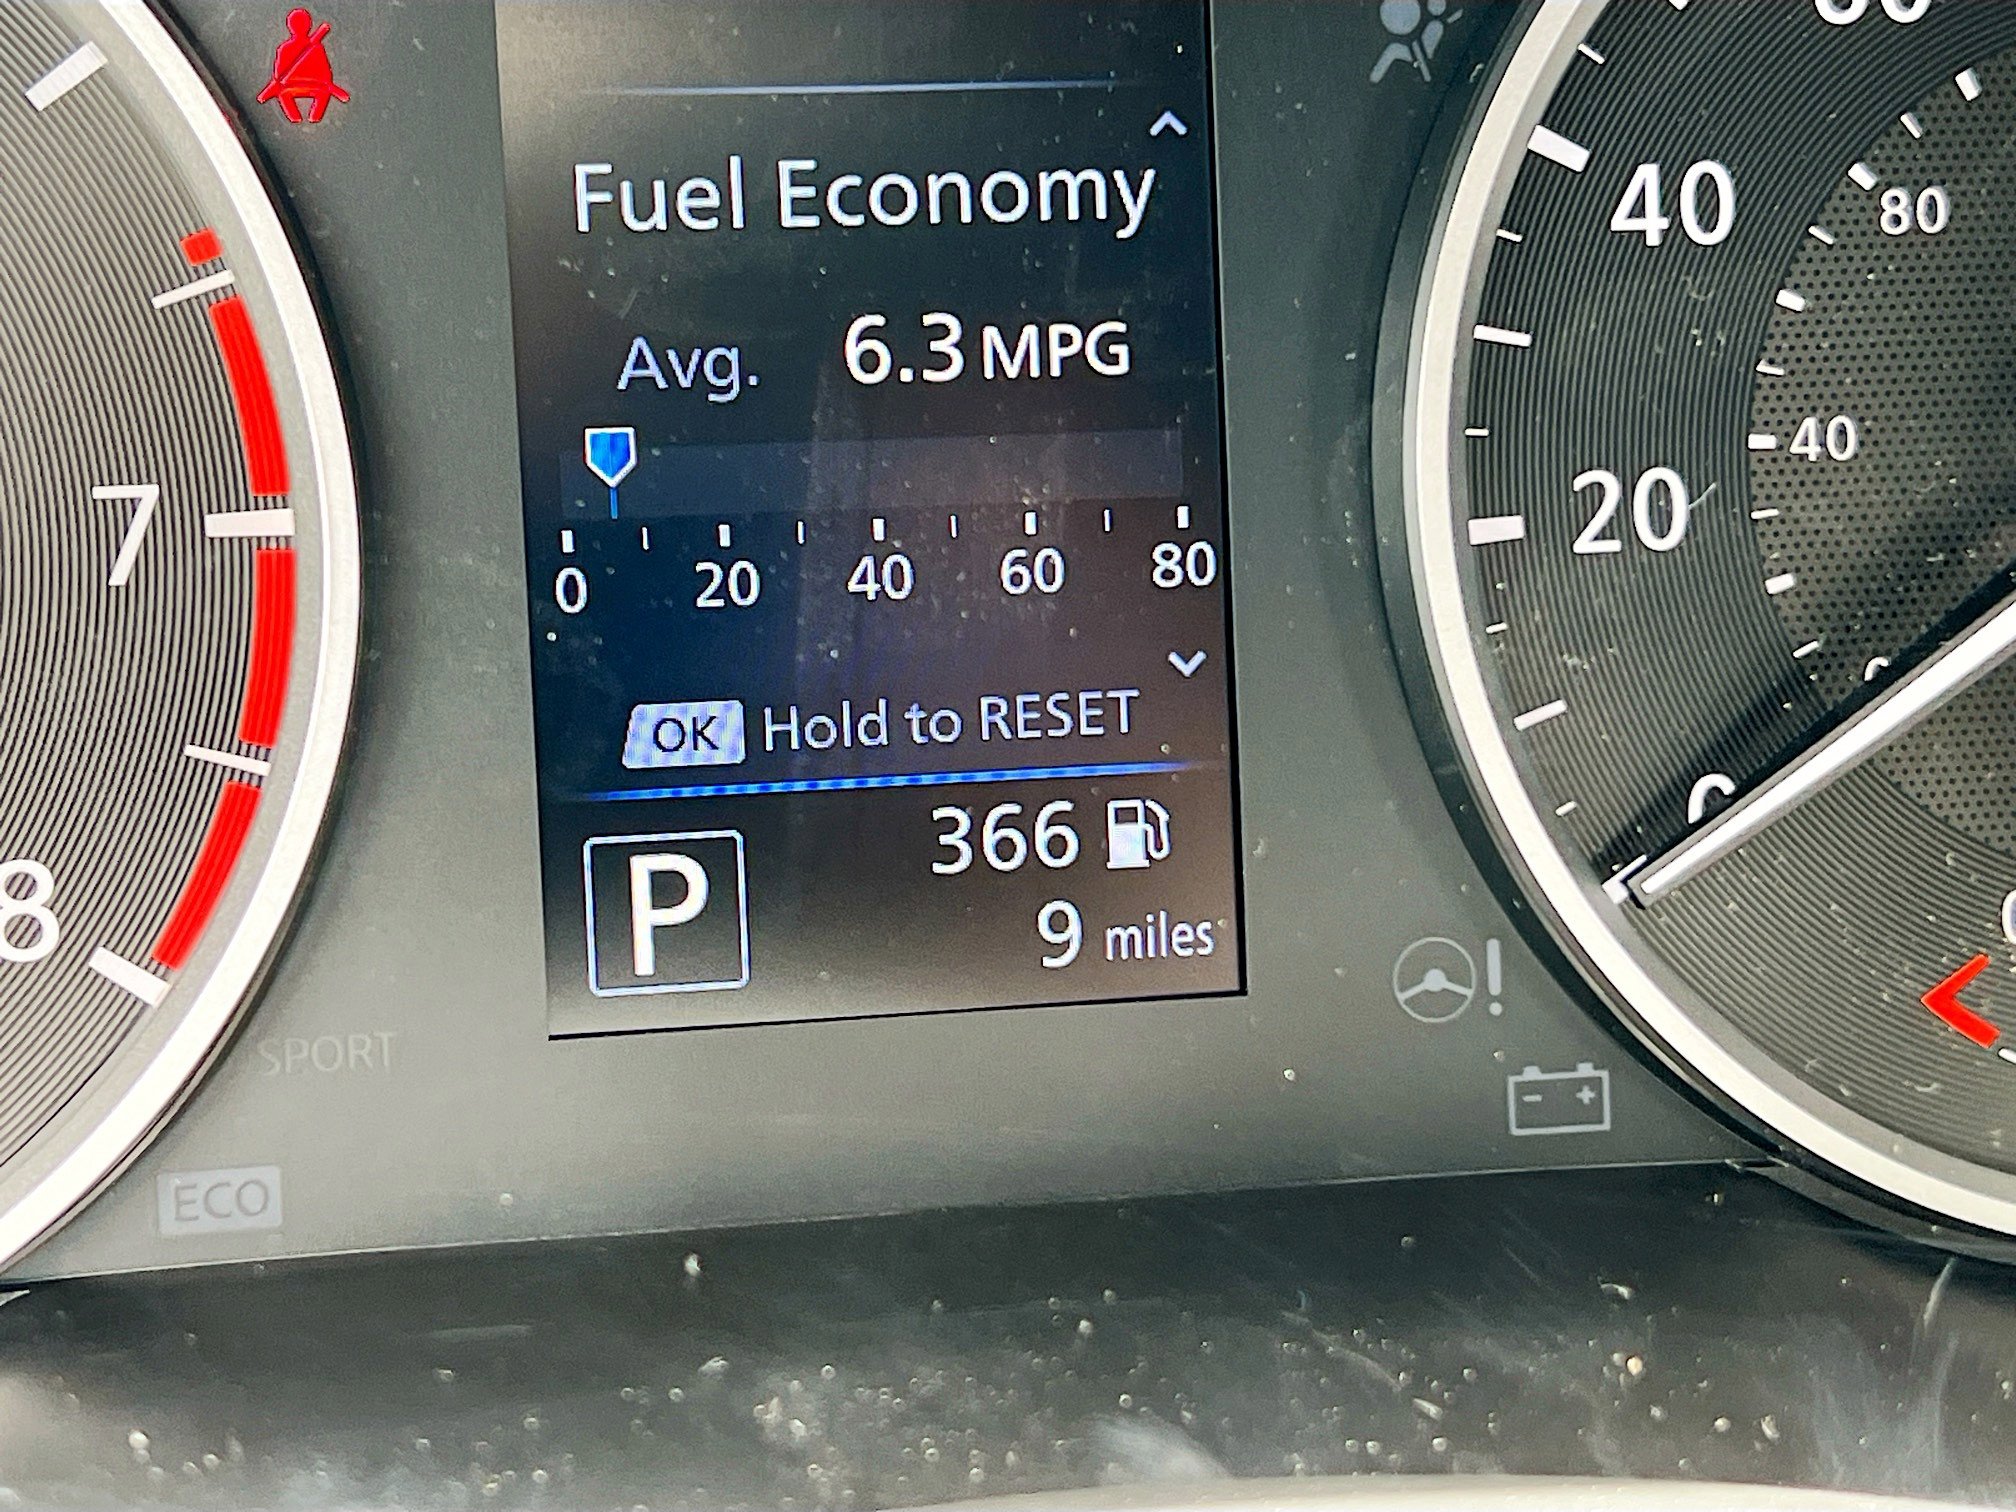 Fuel Economy
Avg. 6.3 MPG
0 20 40 60 80
OK Hold to RESET
366
P
9 miles
7
8
SPORT
ECO
40
20
80
40
- +